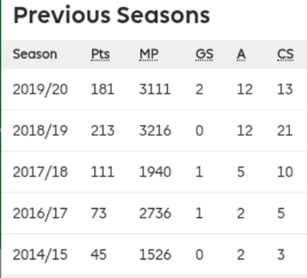 Previous Seasons
Season Pts MP GS A CS
2019/20 181 3111 2 12 13
2018/19 213 3216 0 12 21
2017/18 111 1940 1 5 10
2016/17 73 2736 1 2 5
2014/15 45 1526 0 2 3